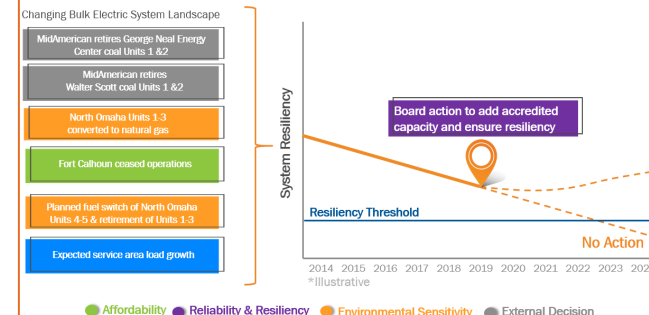 Changing Bulk Electric System Landscape
MidAmerican retires George Neal Energy
Center coal Units 1 &2
MidAmerican retires
Walter Scott coal Units 1 &2
North Omaha Units 1-3
converted to natural gas
Fort Calhoun ceased operations
Planned fuel switch of North Omaha
Units 4-5 & retirement of Units 1-3
Expected service area load growth
System Resiliency
Board action to add accredited
capacity and ensure resiliency
Resiliency Threshold
No Action
2014 2015 2016 2017 2018 2019 2020 2021 2022 2023
*Illustrative
Affordability Reliability & Resiliency Environmental Sensitivity External Decision